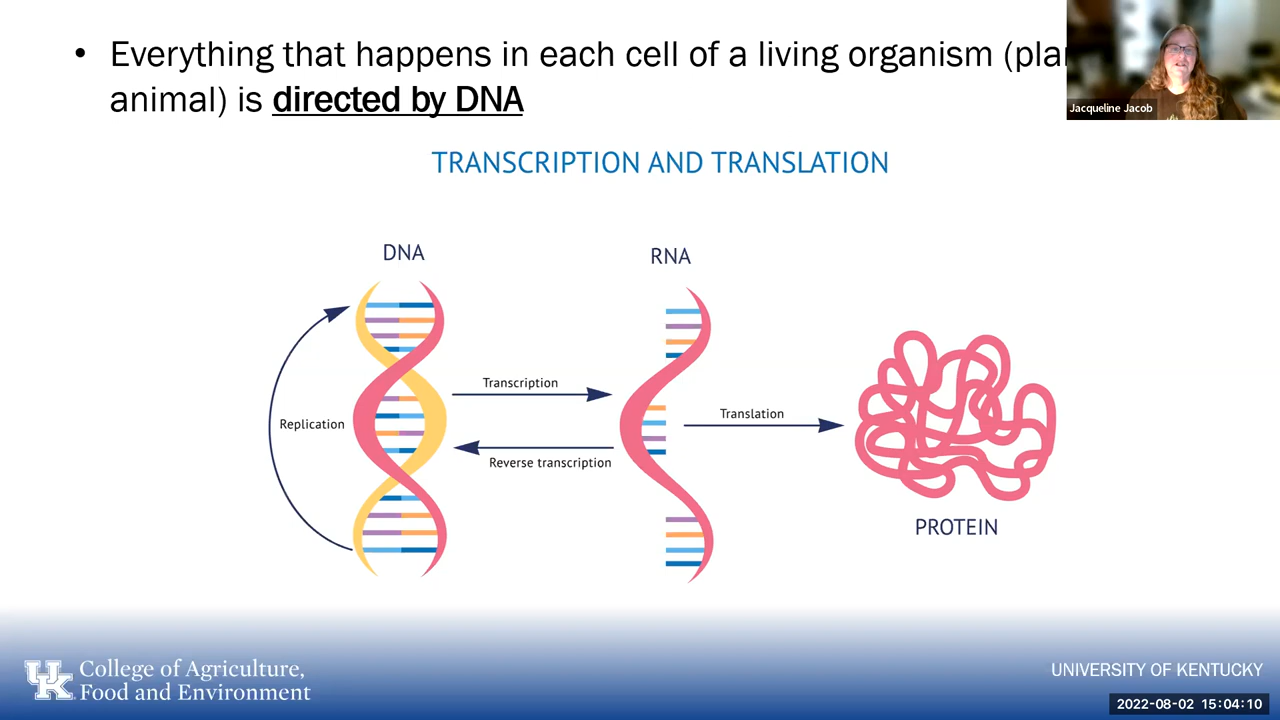 • Everything that happens in each cell of a living organism
animal) is directed by DNA
Jacqueline Jacob
TRANSCRIPTION AND TRANSLATION
DNA
RNA
Transcription
Translation
Replication
Reverse transcription
PROTEIN
UK
College of Agriculture,
Food and Environment
UNIVERSITY OF KENTUCKY
2022-08-02 15:04:10